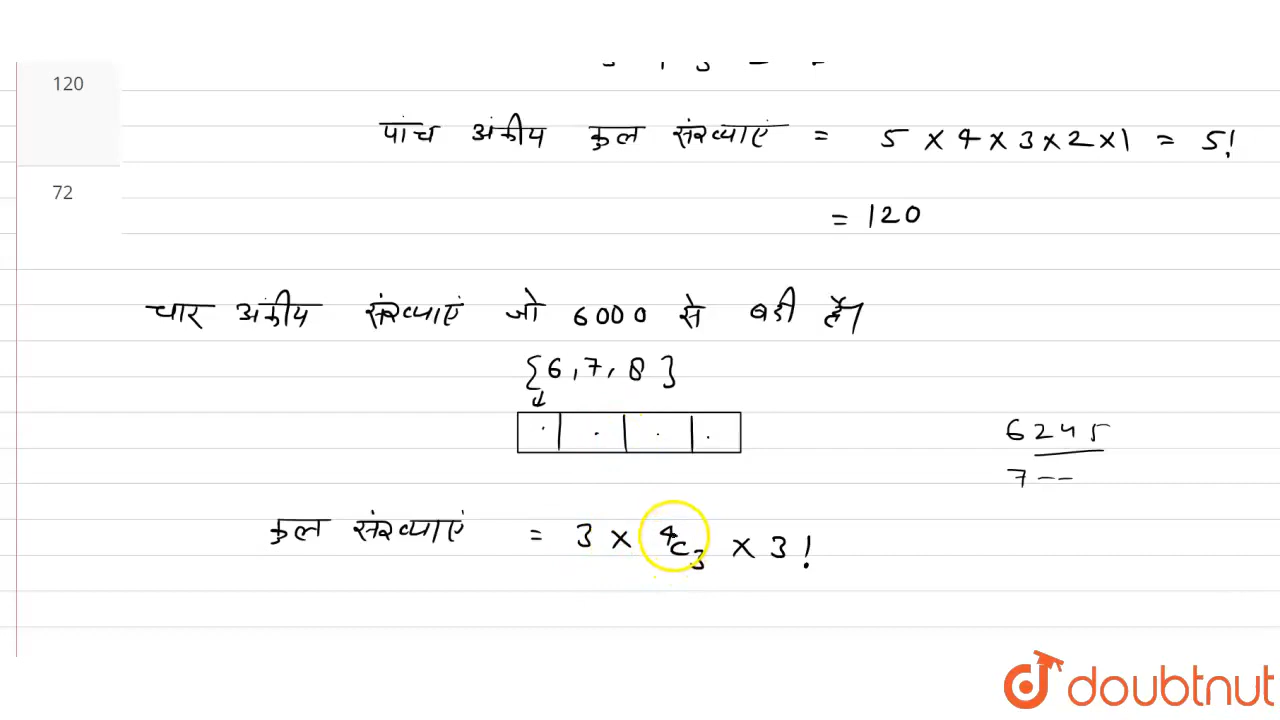 120
पांच अंकीय कुल संख्याएं = 5 × 4 × 3 × 2 × 1 = 5!
72
= 120
चार अंकीय संख्याएं जो 6000 से बड़ी हैं।
{6, 7, 8}
6245
7--
कुल संख्याएं = 3 × ⁴C₃ × 3!
doubtnut